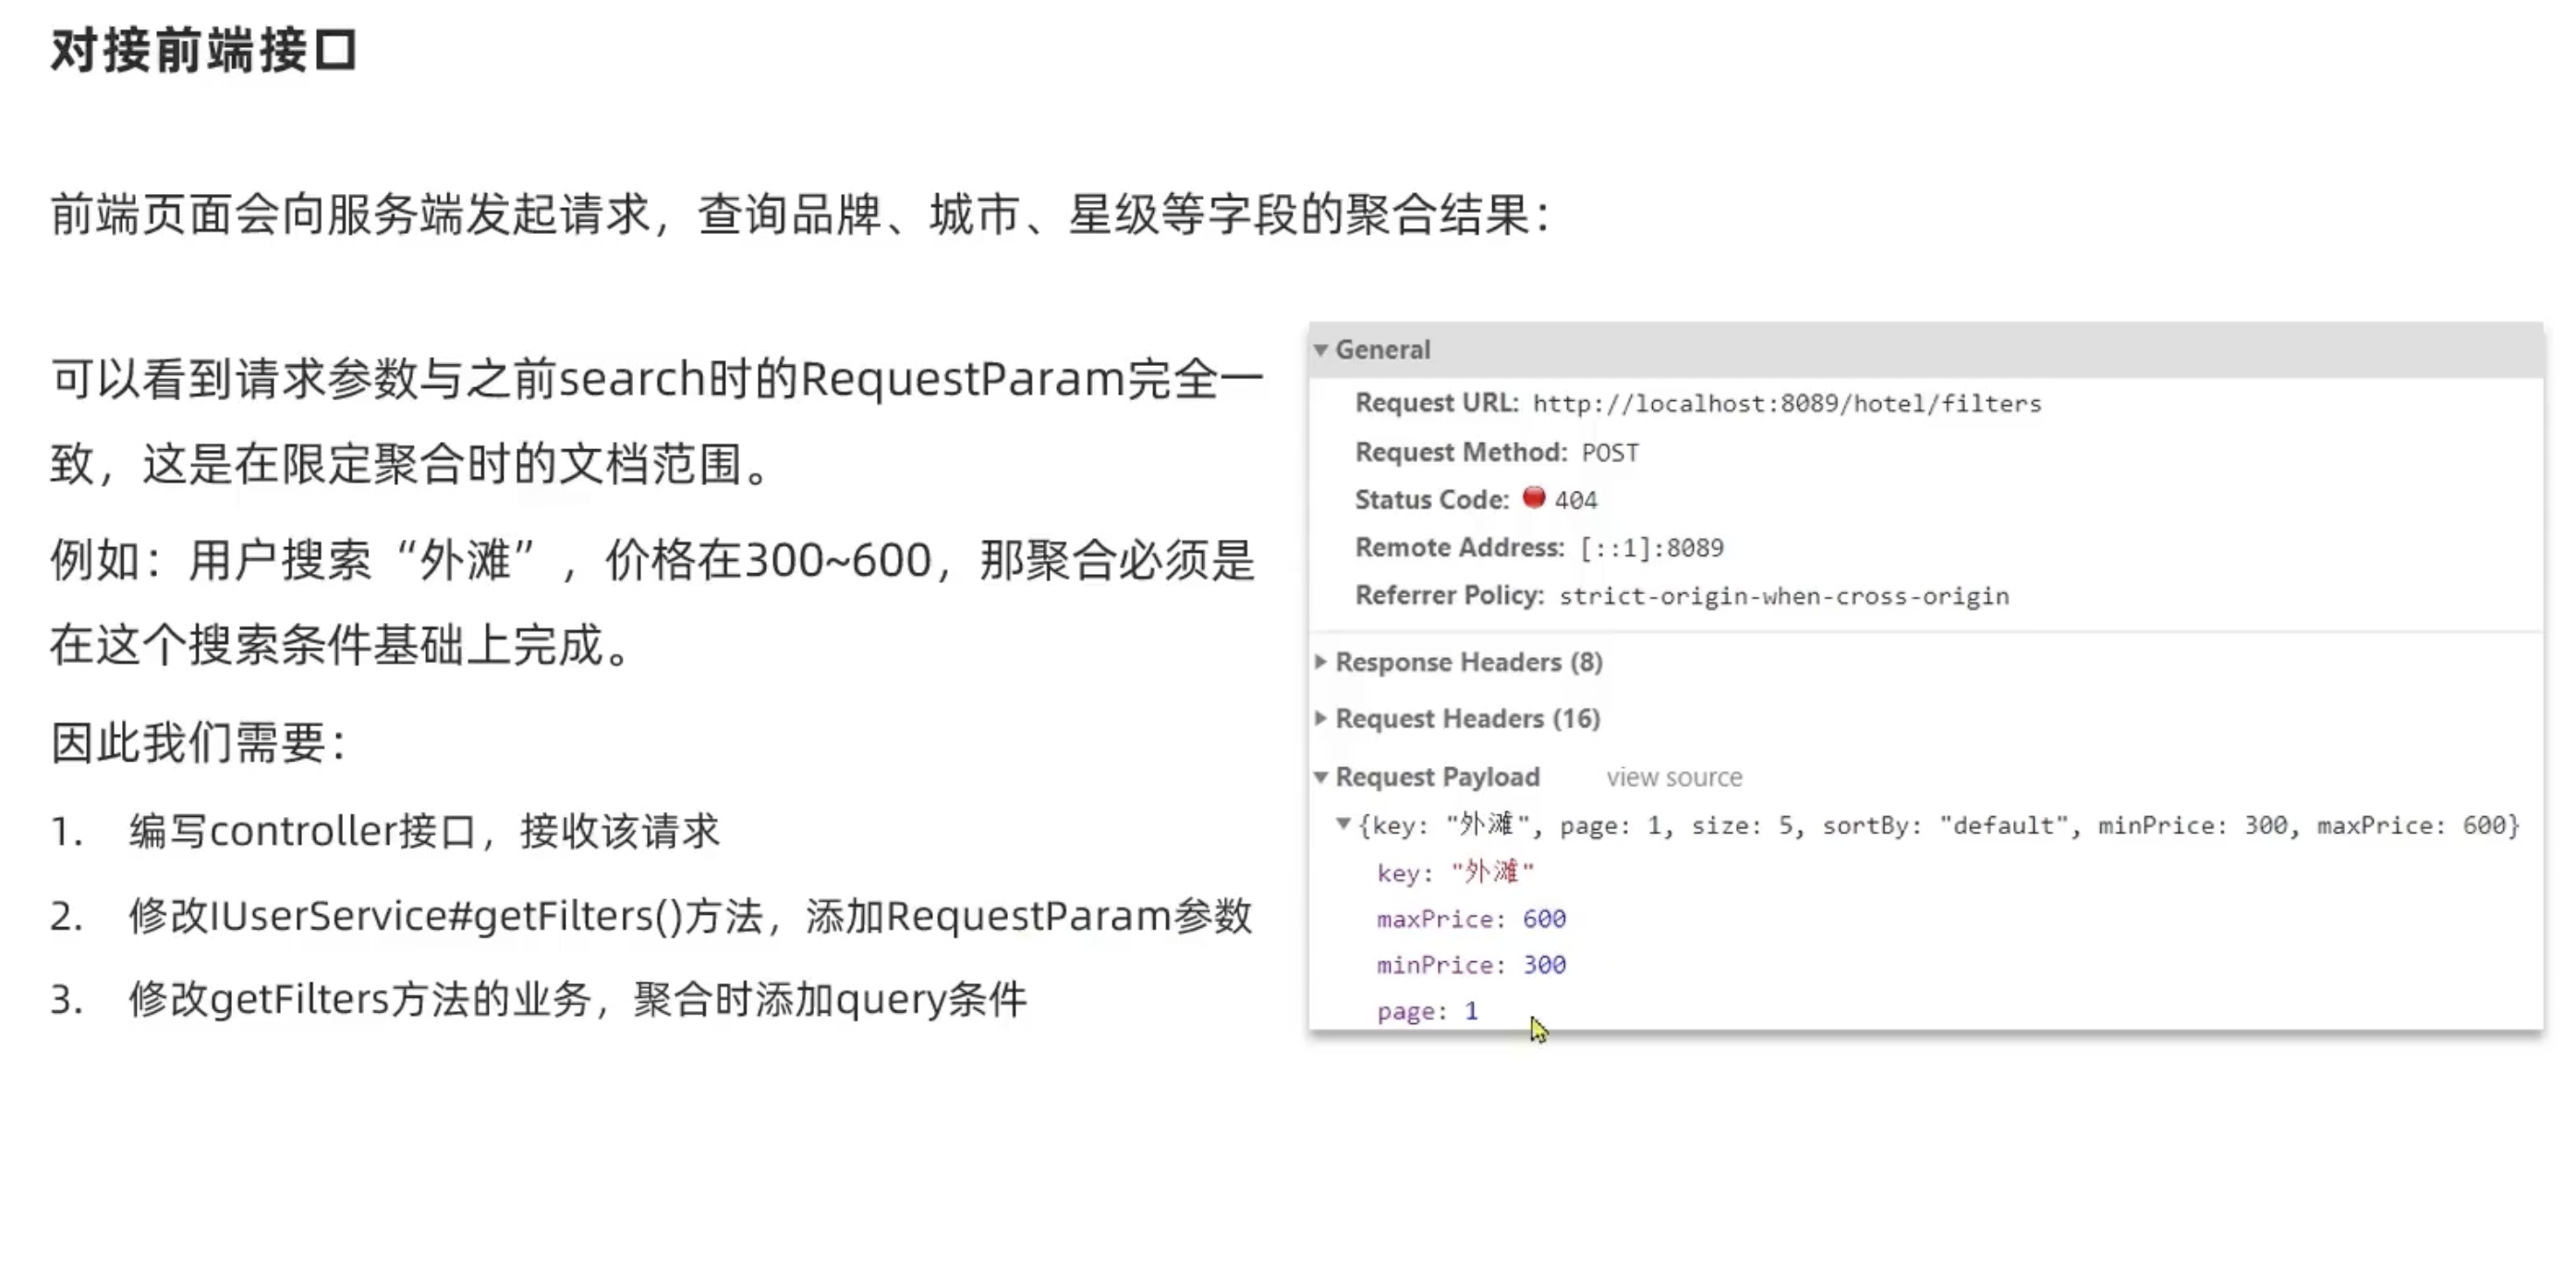 对接前端接口
前端页面会向服务端发起请求，查询品牌、城市、星级等字段的聚合结果：
可以看到请求参数与之前search时的RequestParam完全一
致，这是在限定聚合时的文档范围。
例如：用户搜索“外滩”，价格在300~600，那聚合必须是
在这个搜索条件基础上完成。
因此我们需要：
1. 编写controller接口，接收该请求
2. 修改IUserService#getFilters()方法，添加RequestParam参数
3. 修改getFilters方法的业务，聚合时添加query条件
General
Request URL: http://localhost:8089/hotel/filters
Request Method: POST
Status Code: 404
Remote Address: [::1]:8089
Referrer Policy: strict-origin-when-cross-origin
Response Headers (8)
Request Headers (16)
Request Payload view source
{key: "外滩", page: 1, size: 5, sortBy: "default", minPrice: 300, maxPrice: 600}
key: "外滩"
maxPrice: 600
minPrice: 300
page: 1